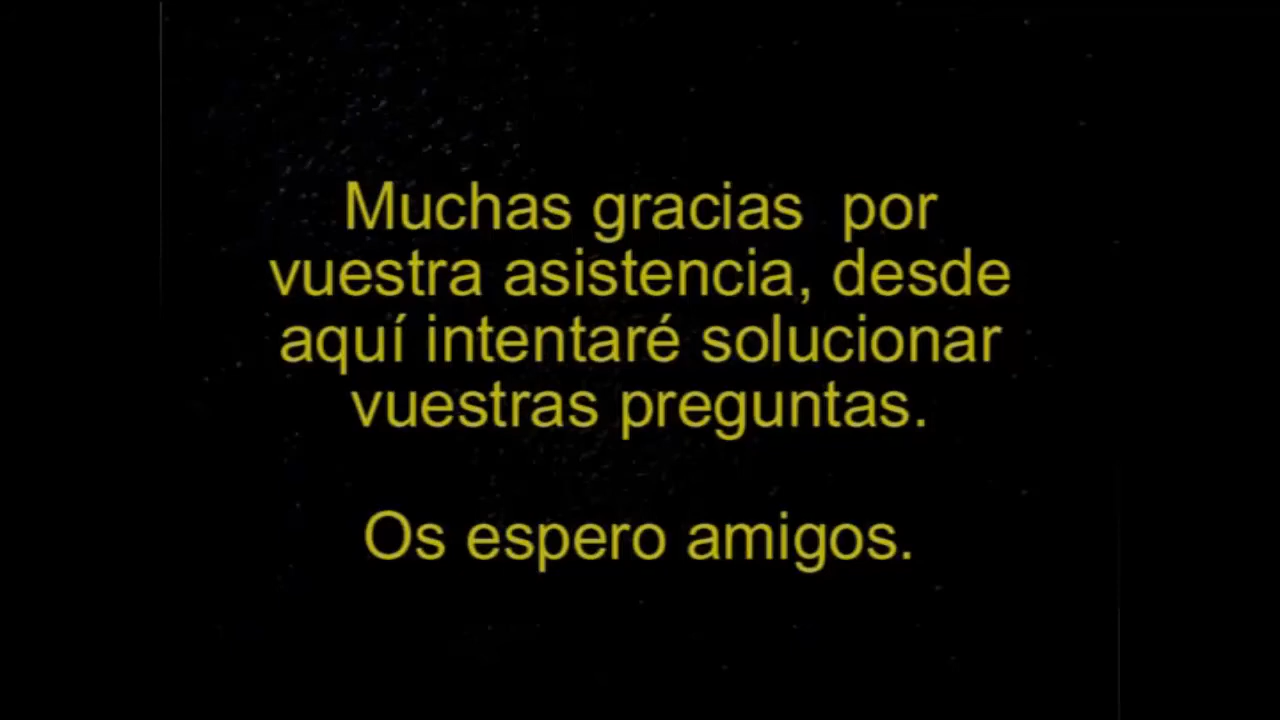 Muchas gracias  por
vuestra asistencia, desde
aquí intentaré solucionar
vuestras preguntas.
Os espero amigos.